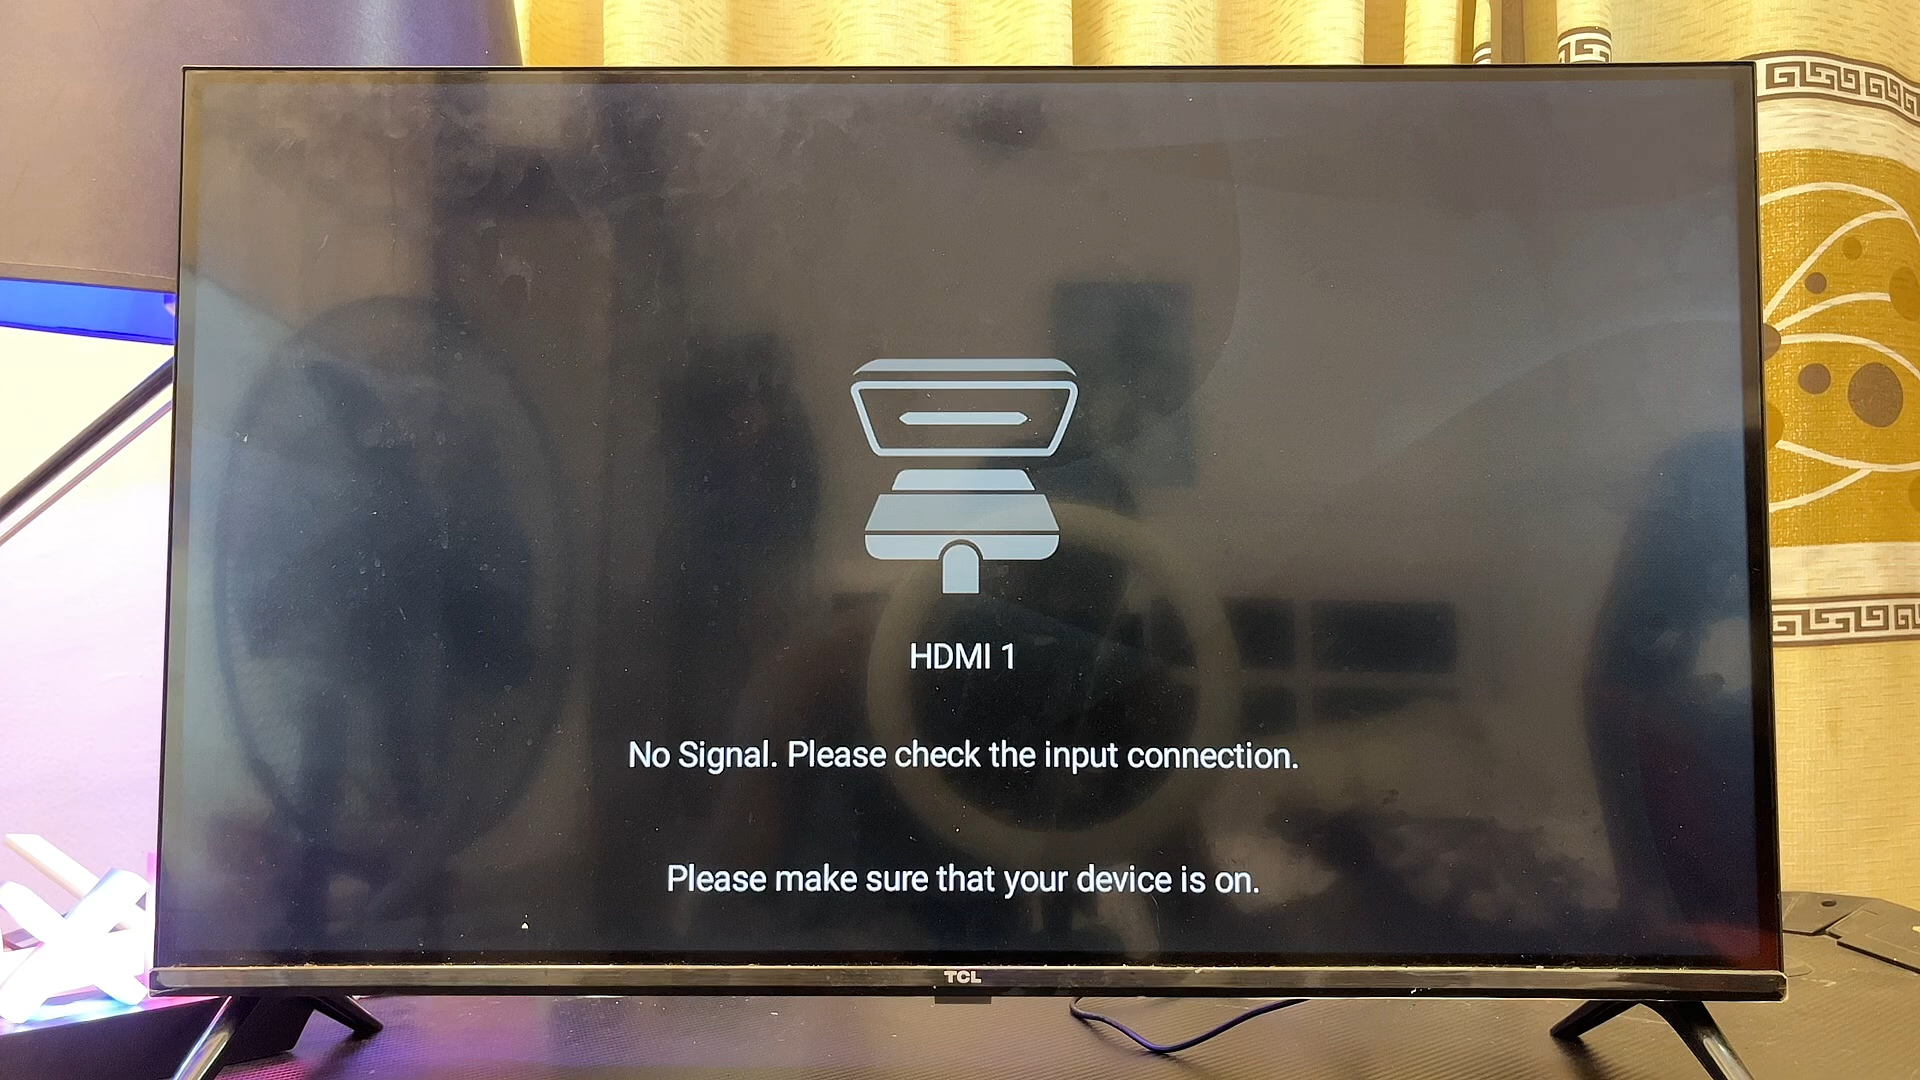 HDMI 1
No Signal. Please check the input connection.
Please make sure that your device is on.
TCL